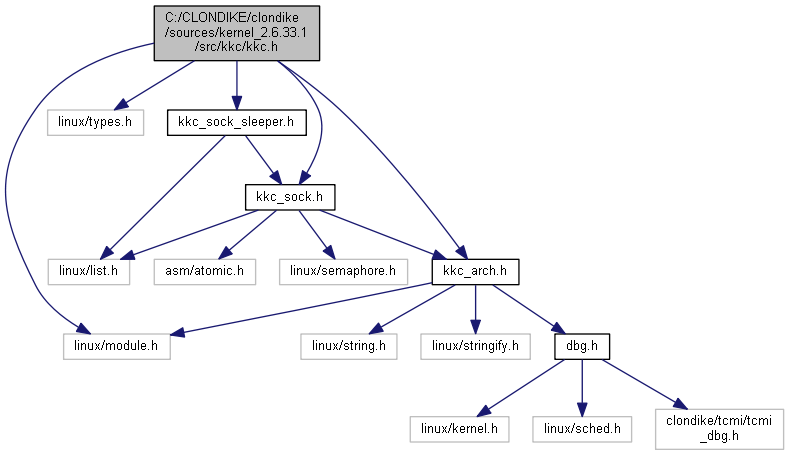 C:/CLONDIKE/clondike
/sources/kernel_2.6.33.1
/src/kkc/kkc.h
linux/types.h
kkc_sock_sleeper.h
kkc_sock.h
linux/list.h
asm/atomic.h
linux/semaphore.h
kkc_arch.h
linux/module.h
linux/string.h
linux/stringify.h
dbg.h
linux/kernel.h
linux/sched.h
clondike/tcmi/tcmi
_dbg.h